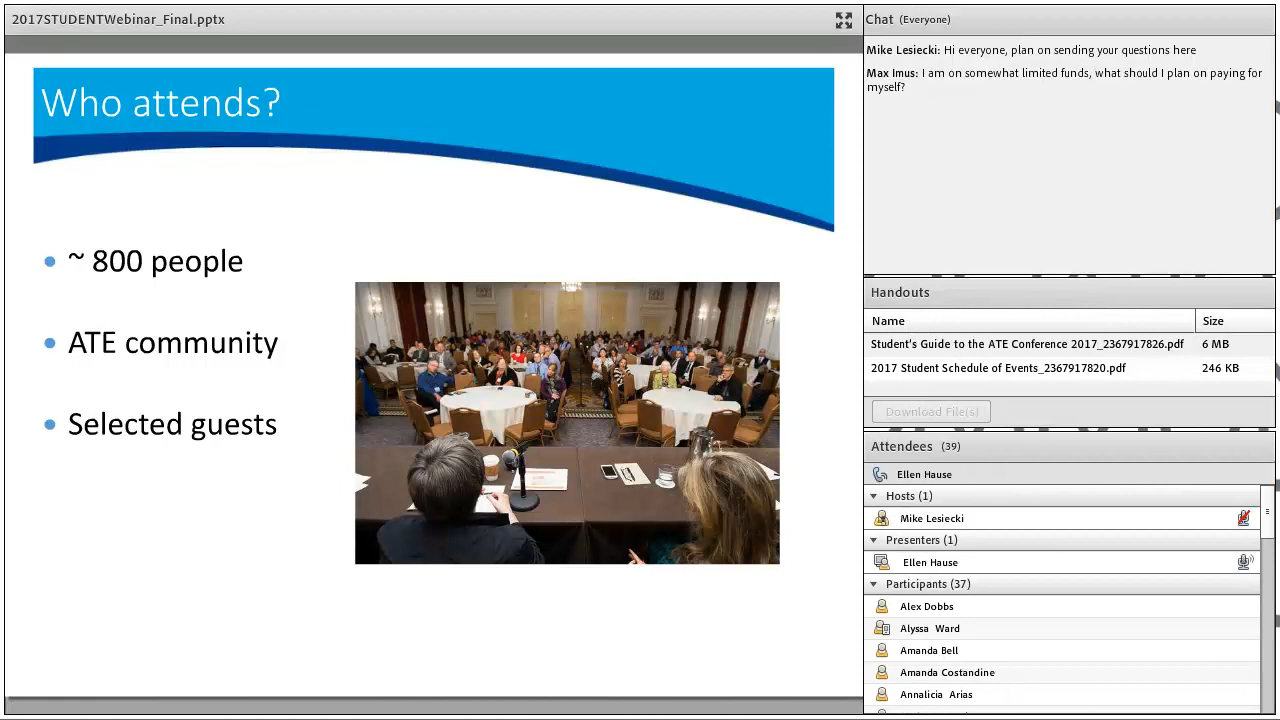 2017STUDENTWebinar_Final.pptx
Who attends?
• ~ 800 people
• ATE community
• Selected guests
Chat (Everyone)
Mike Lesiecki: Hi everyone, plan on sending your questions here
Max Imus: I am on somewhat limited funds, what should I plan on paying for
myself?
Handouts
Name Size
Student's Guide to the ATE Conference 2017_2367917826.pdf 6 MB
2017 Student Schedule of Events_2367917820.pdf 246 KB
Download File(s)
Attendees (39)
Ellen Hause
Hosts (1)
Mike Lesiecki
Presenters (1)
Ellen Hause
Participants (37)
Alex Dobbs
Alyssa Ward
Amanda Bell
Amanda Costandine
Annalicia Arias